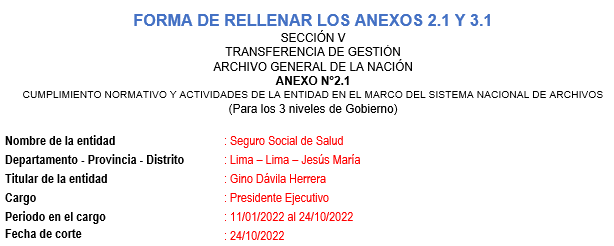 FORMA DE RELLENAR LOS ANEXOS 2.1 Y 3.1
SECCIÓN V
TRANSFERENCIA DE GESTIÓN
ARCHIVO GENERAL DE LA NACIÓN
ANEXO N°2.1
CUMPLIMIENTO NORMATIVO Y ACTIVIDADES DE LA ENTIDAD EN EL MARCO DEL SISTEMA NACIONAL DE ARCHIVOS
(Para los 3 niveles de Gobierno)
Nombre de la entidad : Seguro Social de Salud
Departamento - Provincia - Distrito : Lima – Lima – Jesús María
Titular de la entidad : Gino Dávila Herrera
Cargo : Presidente Ejecutivo
Periodo en el cargo : 11/01/2022 al 24/10/2022
Fecha de corte : 24/10/2022